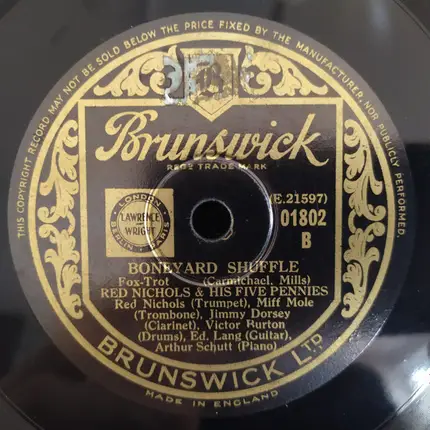 THIS COPYRIGHT RECORD MAY NOT BE SOLD BELOW THE PRICE FIXED BY THE MANUFACTURER, NOR PUBLICLY PERFORMED.
B
Brunswick
REGD TRADE MARK
LONDON
LAWRENCE
WRIGHT
BERLIN PARIS
(E.21597)
01802
B
BONEYARD SHUFFLE
Fox-Trot (Carmichael, Mills)
RED NICHOLS & HIS FIVE PENNIES
Red Nichols (Trumpet), Miff Mole
(Trombone), Jimmy Dorsey
(Clarinet), Victor Burton
(Drums), Ed. Lang (Guitar),
Arthur Schutt (Piano)
BRUNSWICK LTD
MADE IN ENGLAND